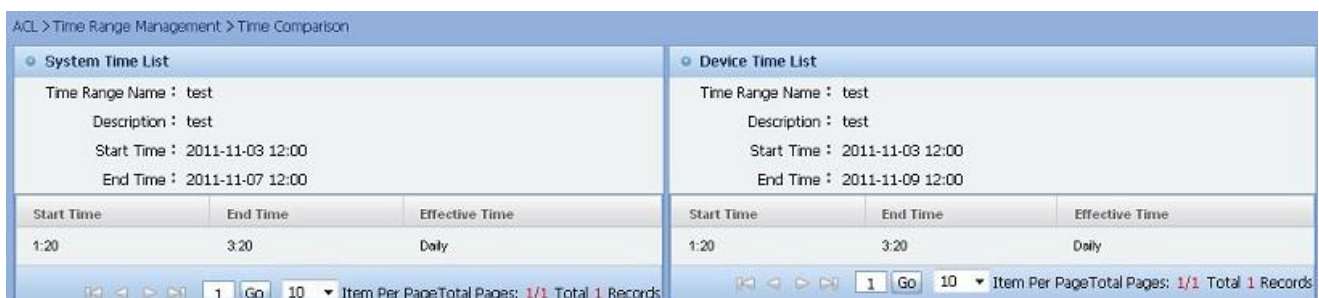 ACL > Time Range Management > Time Comparison
System Time List
Time Range Name : test
Description : test
Start Time : 2011-11-03 12:00
End Time : 2011-11-07 12:00
Start Time End Time Effective Time
1:20 3:20 Daily
1 Go 10 Item Per PageTotal Pages: 1/1 Total 1 Records
Device Time List
Time Range Name : test
Description : test
Start Time : 2011-11-03 12:00
End Time : 2011-11-09 12:00
Start Time End Time Effective Time
1:20 3:20 Daily
1 Go 10 Item Per PageTotal Pages: 1/1 Total 1 Records